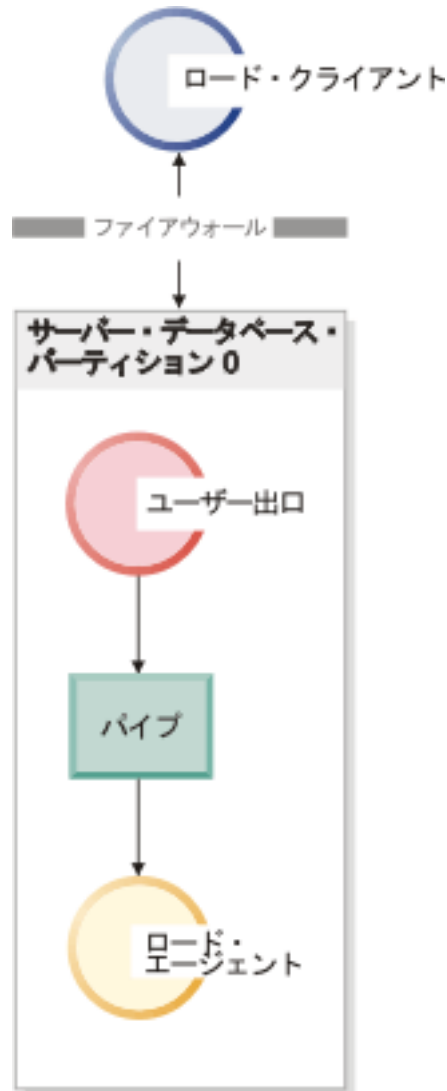 ロード・クライアント
ファイアウォール
サーバー・データベース・
パーティション 0
ユーザー出口
パイプ
ロード・
エージェント